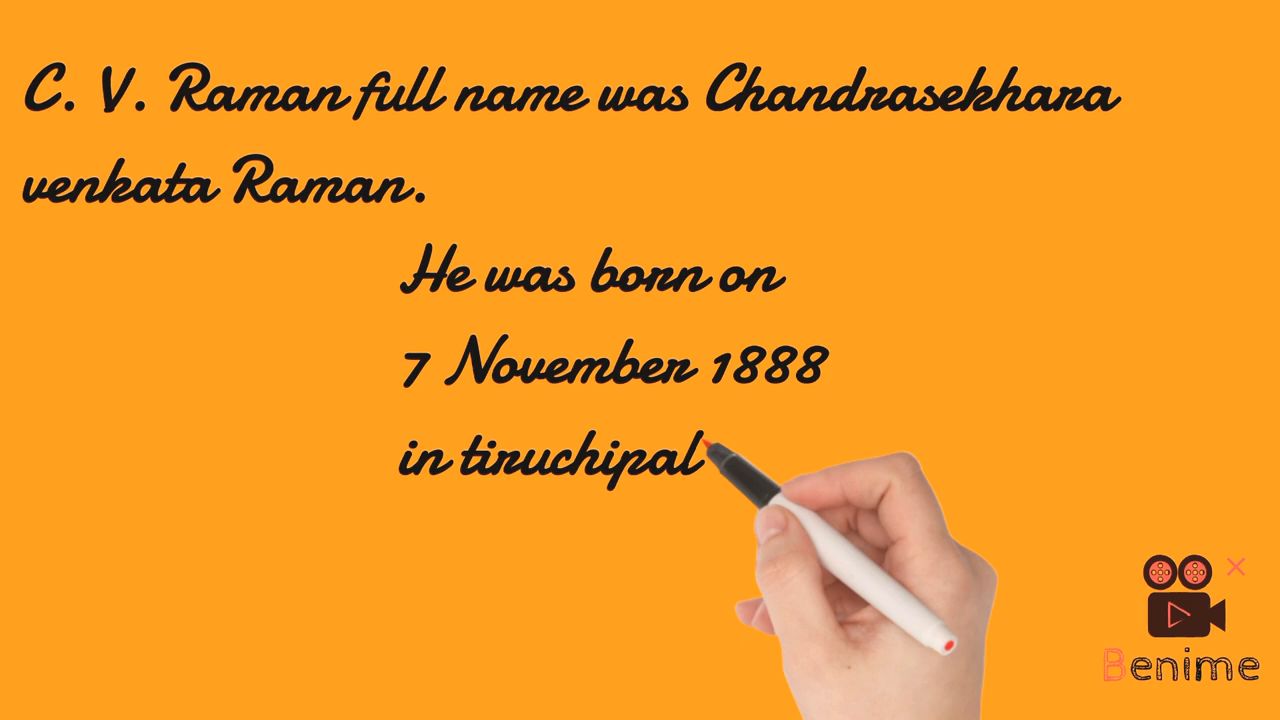 C. V. Raman full name was Chandrasekhara
venkata Raman.
He was born on
7 November 1888
in tiruchipal
Benime